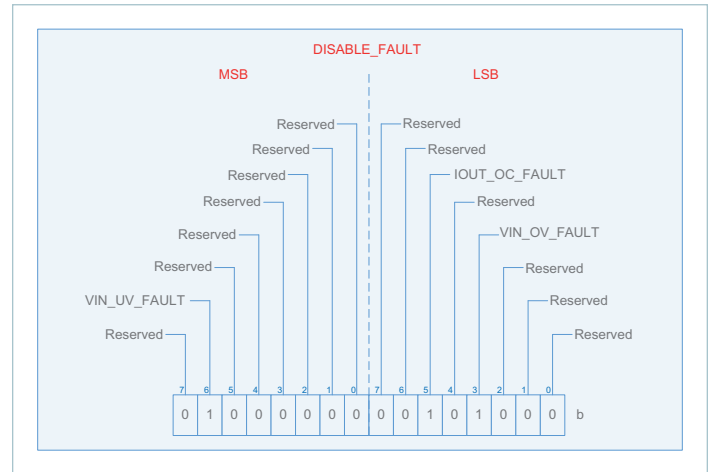 DISABLE_FAULT
MSB LSB
Reserved Reserved
Reserved Reserved
Reserved IOUT_OC_FAULT
Reserved Reserved
Reserved VIN_OV_FAULT
Reserved Reserved
VIN_UV_FAULT Reserved
Reserved Reserved
7 6 5 4 3 2 1 0 7 6 5 4 3 2 1 0
0 1 0 0 0 0 0 0 0 0 1 0 1 0 0 0 b